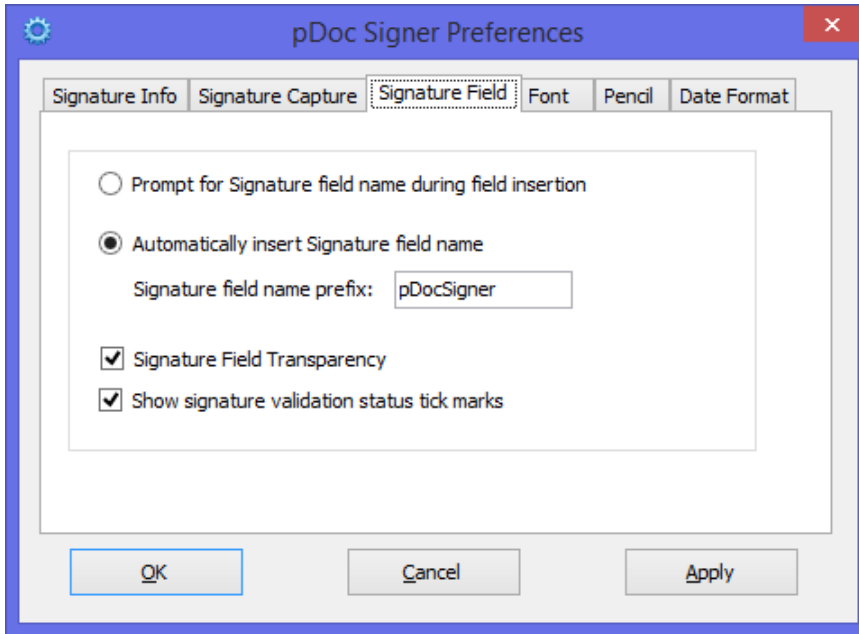 pDoc Signer Preferences
Signature Info Signature Capture Signature Field Font Pencil Date Format
Prompt for Signature field name during field insertion
Automatically insert Signature field name
Signature field name prefix: pDocSigner
Signature Field Transparency
Show signature validation status tick marks
OK Cancel Apply